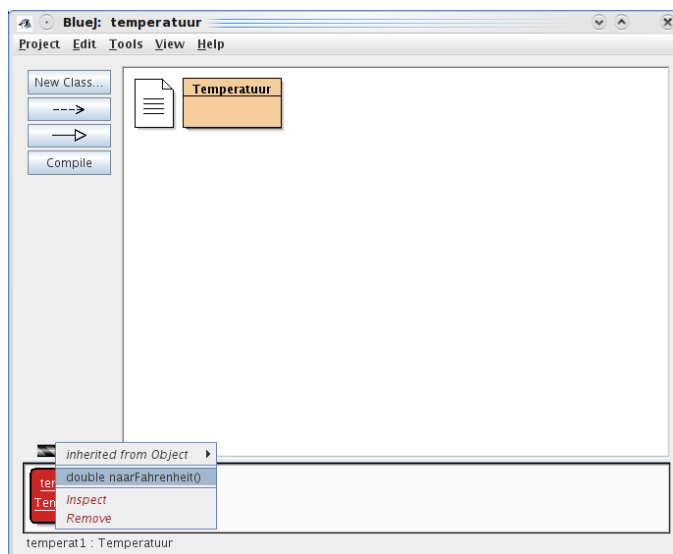 BlueJ: temperatuur
Project Edit Tools View Help
New Class...
Compile
Temperatuur
inherited from Object
double naarFahrenheit()
Inspect
Remove
temperat1 : Temperatuur